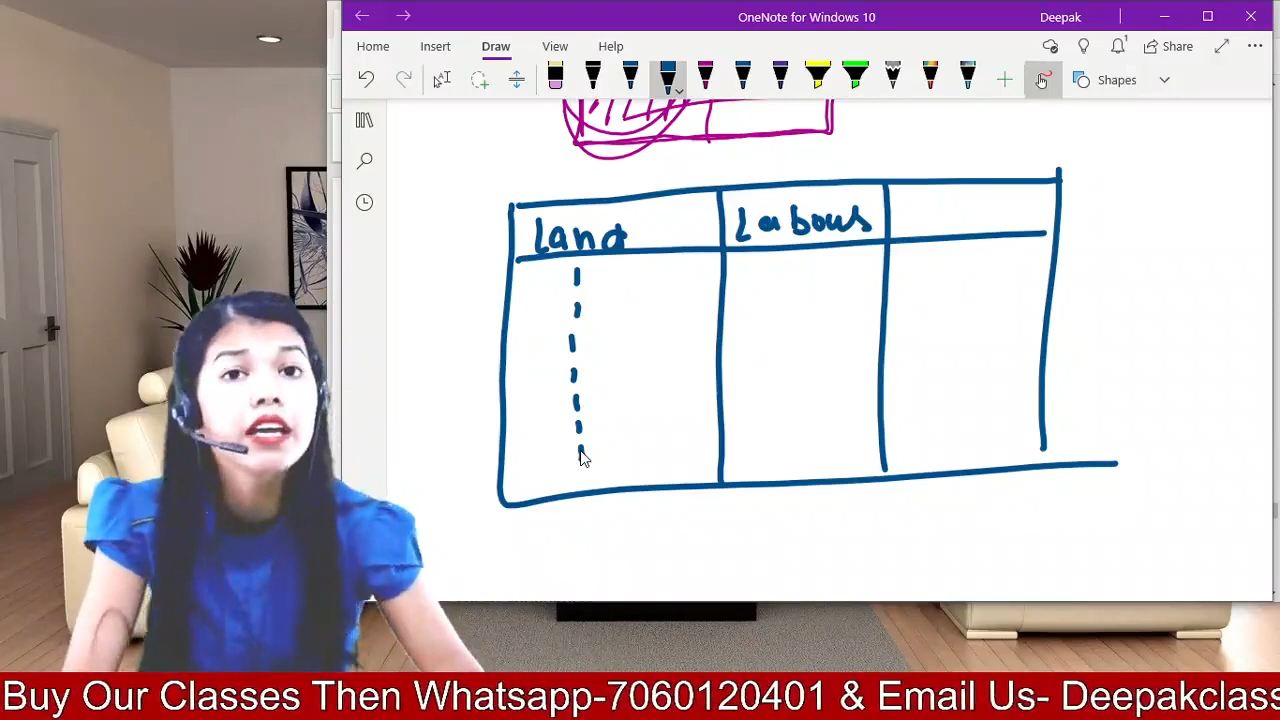 OneNote for Windows 10
Deepak
Home Insert Draw View Help
1
Share
Shapes
Land Labour
Buy Our Classes Then Whatsapp-7060120401 & Email Us- Deepakclass